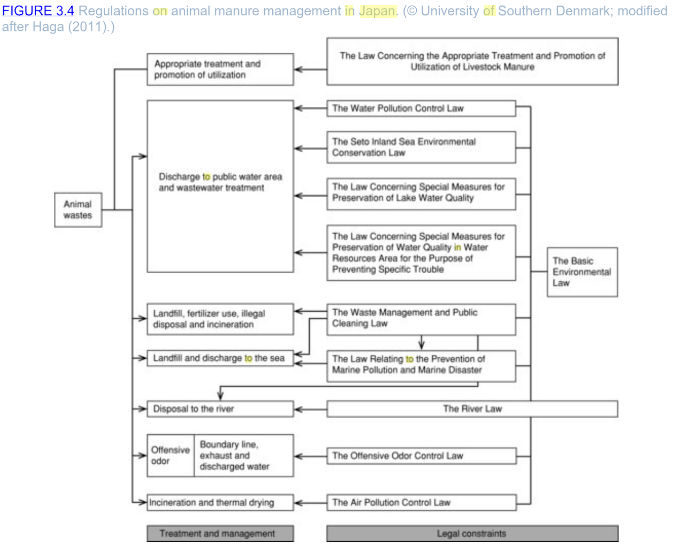 FIGURE 3.4 Regulations on animal manure management in Japan. (© University of Southern Denmark; modified
after Haga (2011).)
Appropriate treatment and
promotion of utilization
The Law Concerning the Appropriate Treatment and Promotion of
Utilization of Livestock Manure
The Water Pollution Control Law
The Seto Inland Sea Environmental
Conservation Law
Discharge to public water area
and wastewater treatment
The Law Concerning Special Measures for
Preservation of Lake Water Quality
Animal
wastes
The Law Concerning Special Measures for
Preservation of Water Quality in Water
Resources Area for the Purpose of
Preventing Specific Trouble
The Basic
Environmental
Law
Landfill, fertilizer use, illegal
disposal and incineration
The Waste Management and Public
Cleaning Law
Landfill and discharge to the sea
The Law Relating to the Prevention of
Marine Pollution and Marine Disaster
Disposal to the river
The River Law
Offensive
odor
Boundary line,
exhaust and
discharged water
The Offensive Odor Control Law
Incineration and thermal drying
The Air Pollution Control Law
Treatment and management
Legal constraints